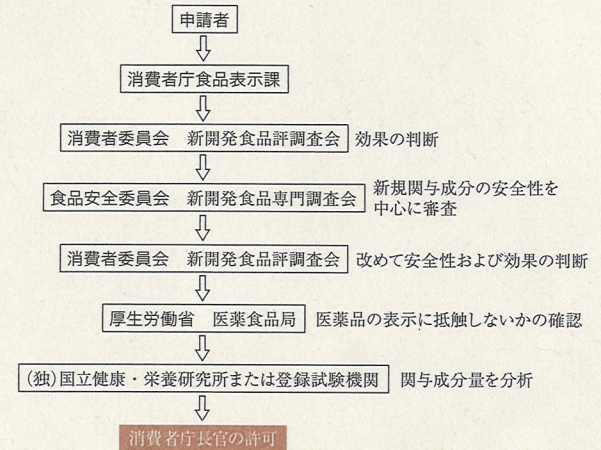 申請者
消費者庁食品表示課
消費者委員会　新開発食品評調査会　効果の判断
食品安全委員会　新開発食品専門調査会　新規関与成分の安全性を
中心に審査
消費者委員会　新開発食品評調査会　改めて安全性および効果の判断
厚生労働省　医薬食品局　医薬品の表示に抵触しないかの確認
(独)国立健康・栄養研究所または登録試験機関　関与成分量を分析
消費者庁長官の許可